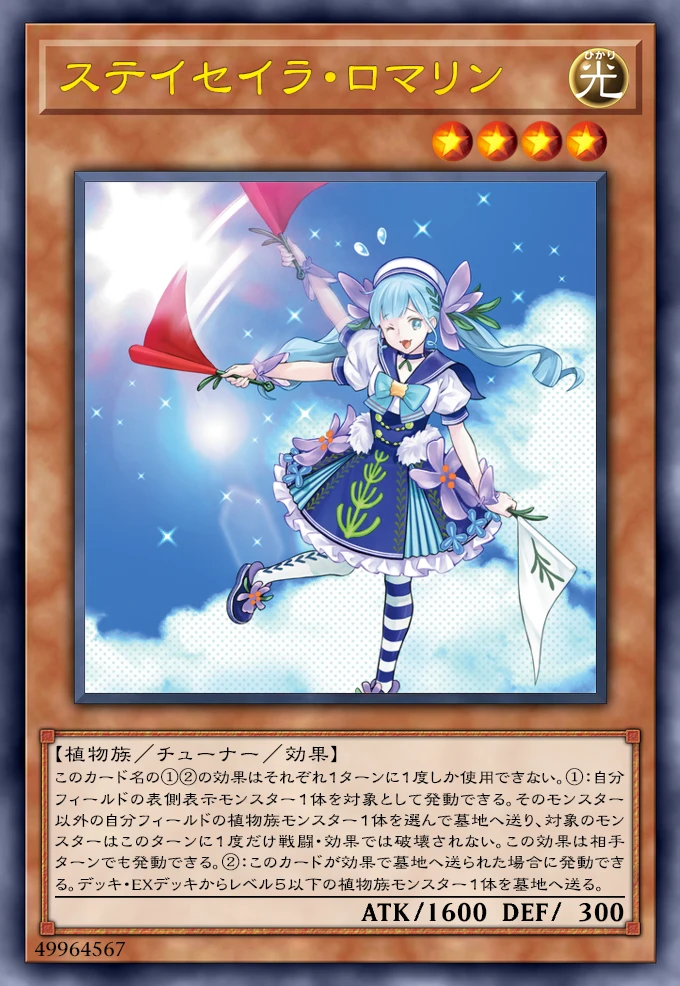 ステイセイラ・ロマリン
ひかり
光
【植物族／チューナー／効果】
このカード名の①②の効果はそれぞれ１ターンに１度しか使用できない。①：自分
フィールドの表側表示モンスター１体を対象として発動できる。そのモンスター
以外の自分フィールドの植物族モンスター１体を選んで墓地へ送り、対象のモン
スターはこのターンに１度だけ戦闘・効果では破壊されない。この効果は相手
ターンでも発動できる。②：このカードが効果で墓地へ送られた場合に発動でき
る。デッキ・EXデッキからレベル５以下の植物族モンスター１体を墓地へ送る。
ATK/1600 DEF/ 300
49964567